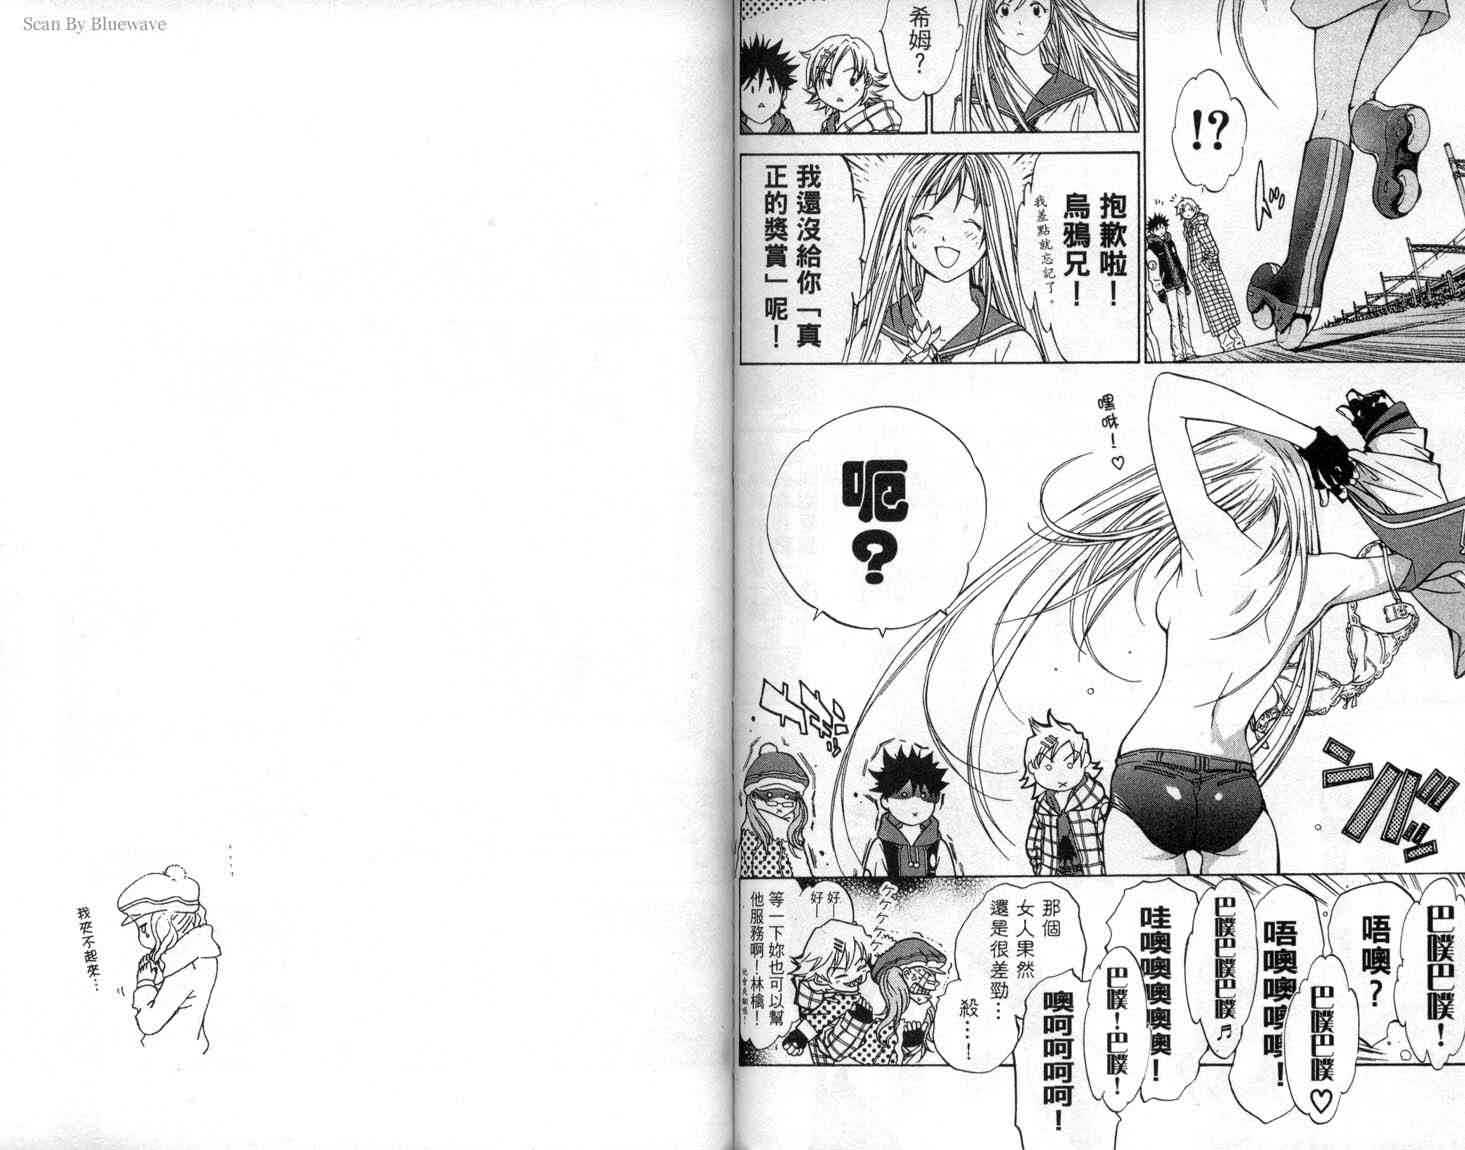 Scan By Bluewave
!?
希姆？
抱歉啦！
烏鴉兄！
我差點就忘記了。
我還沒給你「真
正的獎賞」呢！
嘿咻！♡
呃？
巴噗巴噗！
唔噢？
巴噗巴噗♡
唔噢噢噢！
巴噗巴噗巴噗♬
哇噢噢噢噢噢！
巴噗！巴噗！
噢呵呵呵呵！
那個
女人果然
還是很差勁…
殺…！
好
好—
等一下妳也可以幫
他服務啊！林檎！
我來不起來…